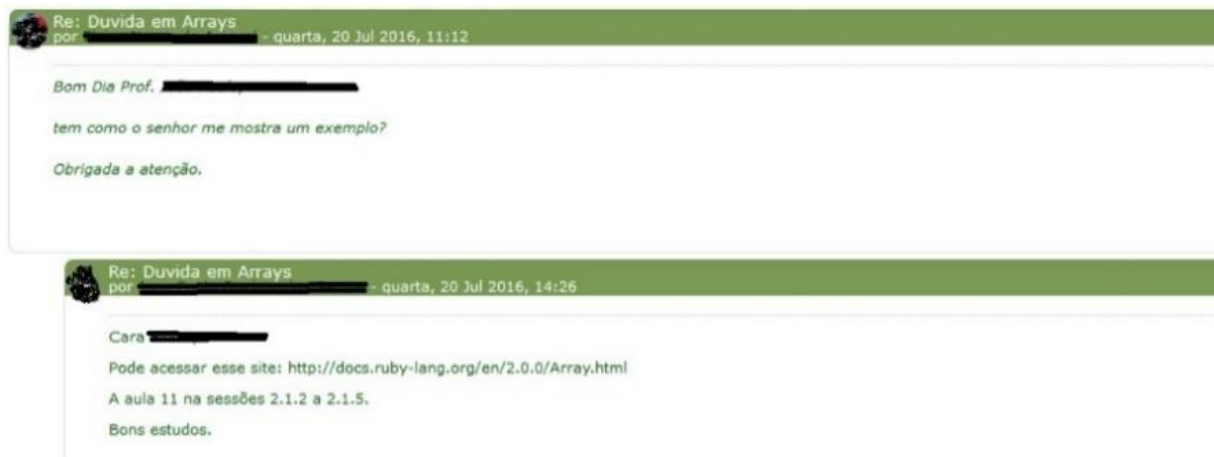 Re: Duvida em Arrays
por - quarta, 20 Jul 2016, 11:12
Bom Dia Prof.
tem como o senhor me mostra um exemplo?
Obrigada a atenção.
Re: Duvida em Arrays
por - quarta, 20 Jul 2016, 14:26
Cara
Pode acessar esse site: http://docs.ruby-lang.org/en/2.0.0/Array.html
A aula 11 na sessões 2.1.2 a 2.1.5.
Bons estudos.